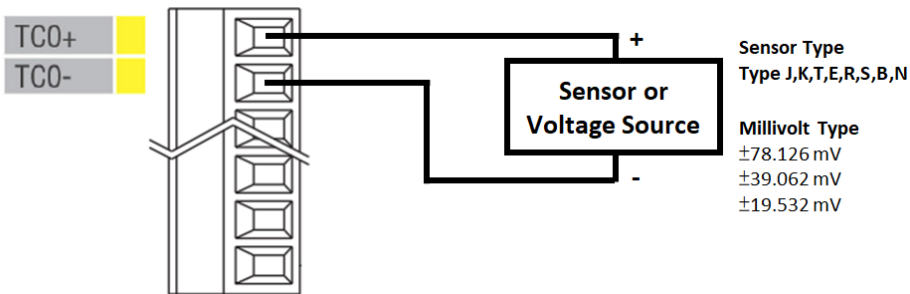 TC0+
TC0-
+
Sensor or
Voltage Source
-
Sensor Type
Type J,K,T,E,R,S,B,N
Millivolt Type
±78.126 mV
±39.062 mV
±19.532 mV